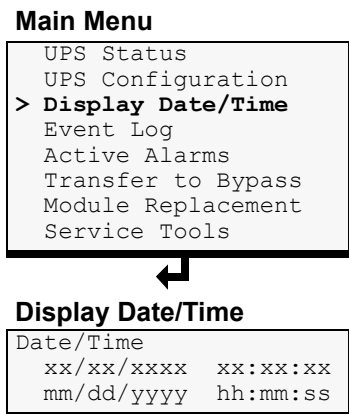 Main Menu
UPS Status
UPS Configuration
> Display Date/Time
Event Log
Active Alarms
Transfer to Bypass
Module Replacement
Service Tools
Display Date/Time
Date/Time
xx/xx/xxxx xx:xx:xx
mm/dd/yyyy hh:mm:ss